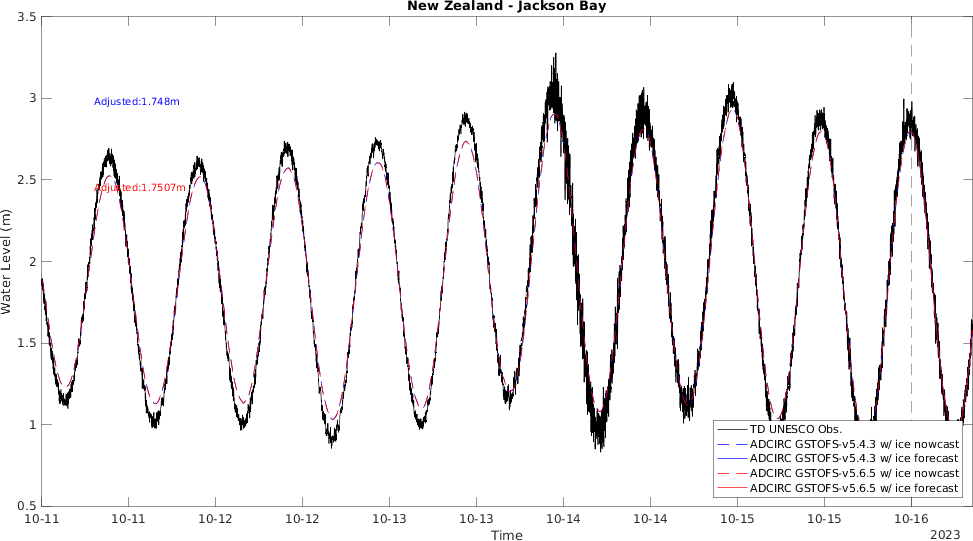 New Zealand - Jackson Bay
3.5
3
2.5
2
1.5
1
0.5
Water Level (m)
Adjusted:1.748m
Adjusted:1.7507m
TD UNESCO Obs.
ADCIRC GSTOFS-v5.4.3 w/ ice nowcast
ADCIRC GSTOFS-v5.4.3 w/ ice forecast
ADCIRC GSTOFS-v5.6.5 w/ ice nowcast
ADCIRC GSTOFS-v5.6.5 w/ ice forecast
10-11 10-11 10-12 10-12 10-13 10-13 10-14 10-14 10-15 10-15 10-16
Time
2023